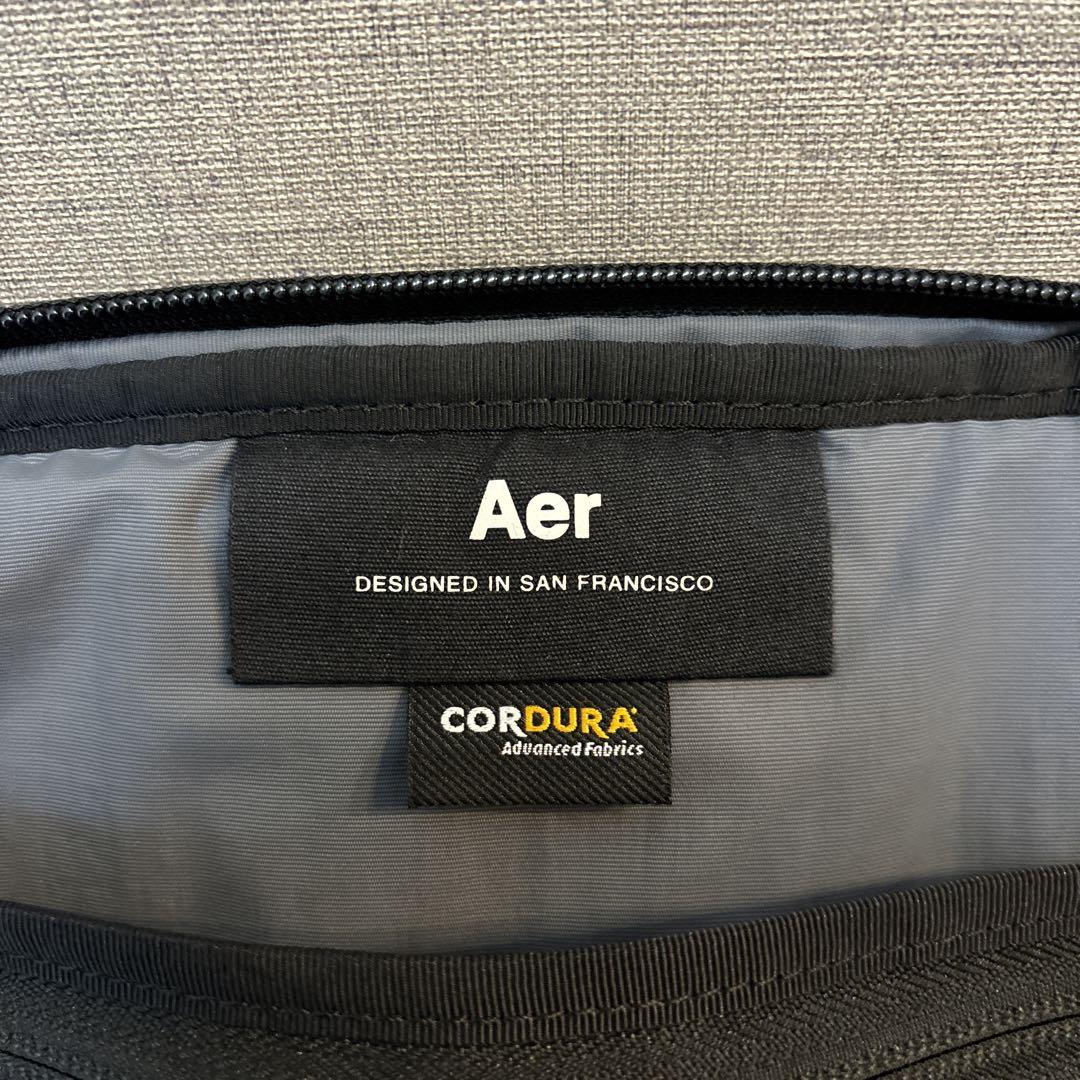 Aer
DESIGNED IN SAN FRANCISCO
CORDURA
Advanced Fabrics